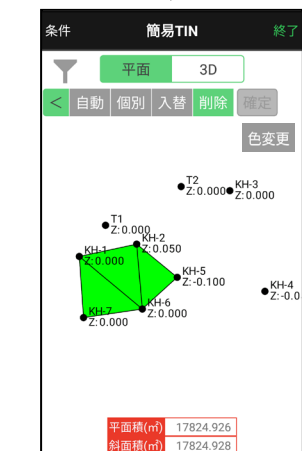 条件 簡易TIN 終了
平面 3D
< 自動 個別 入替 削除 確定
色変更
T2
Z:0.000
KH-3
Z:0.000
T1
Z:0.000
KH-2
Z:0.050
KH-1
Z:0.000
KH-5
Z:-0.100
KH-4
Z:-0.0
KH-6
Z:0.000
KH-7
Z:0.000
平面積(㎡) 17824.926
斜面積(㎡) 17824.928